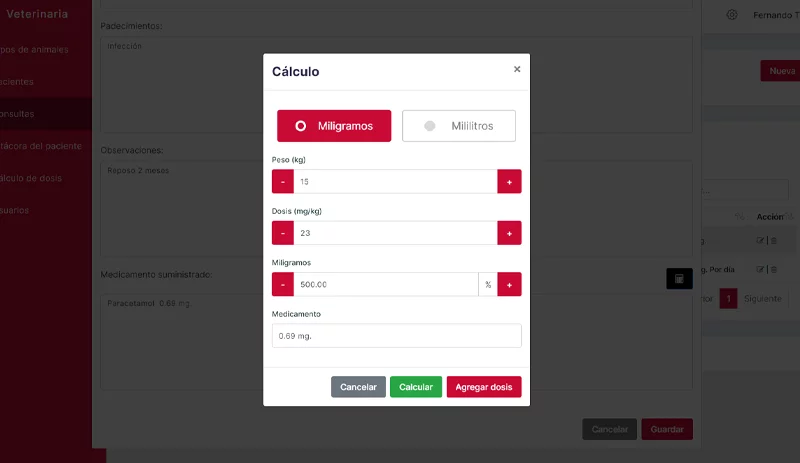 Veterinaria
Fernando T
Padecimientos:
Infección
pos de animales
cientes
onsultas
tácora del paciente
álculo de dosis
suarios
Nueva
Observaciones:
Reposo 2 meses
Medicamento suministrado:
Paracetamol 0.69 mg.
Cálculo
×
Miligramos
Mililitros
Peso (kg)
- 15 +
Dosis (mg/kg)
- 23 +
Miligramos
- 500.00 % +
Medicamento
0.69 mg.
Cancelar
Calcular
Agregar dosis
Acción
g. Por día
rior 1 Siguiente
Cancelar
Guardar